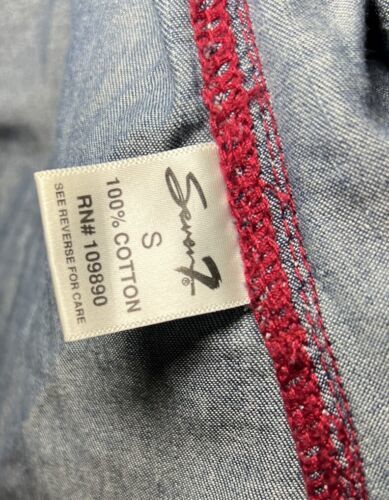 Seven7®
S
100% COTTON
RN# 109890
SEE REVERSE FOR CARE